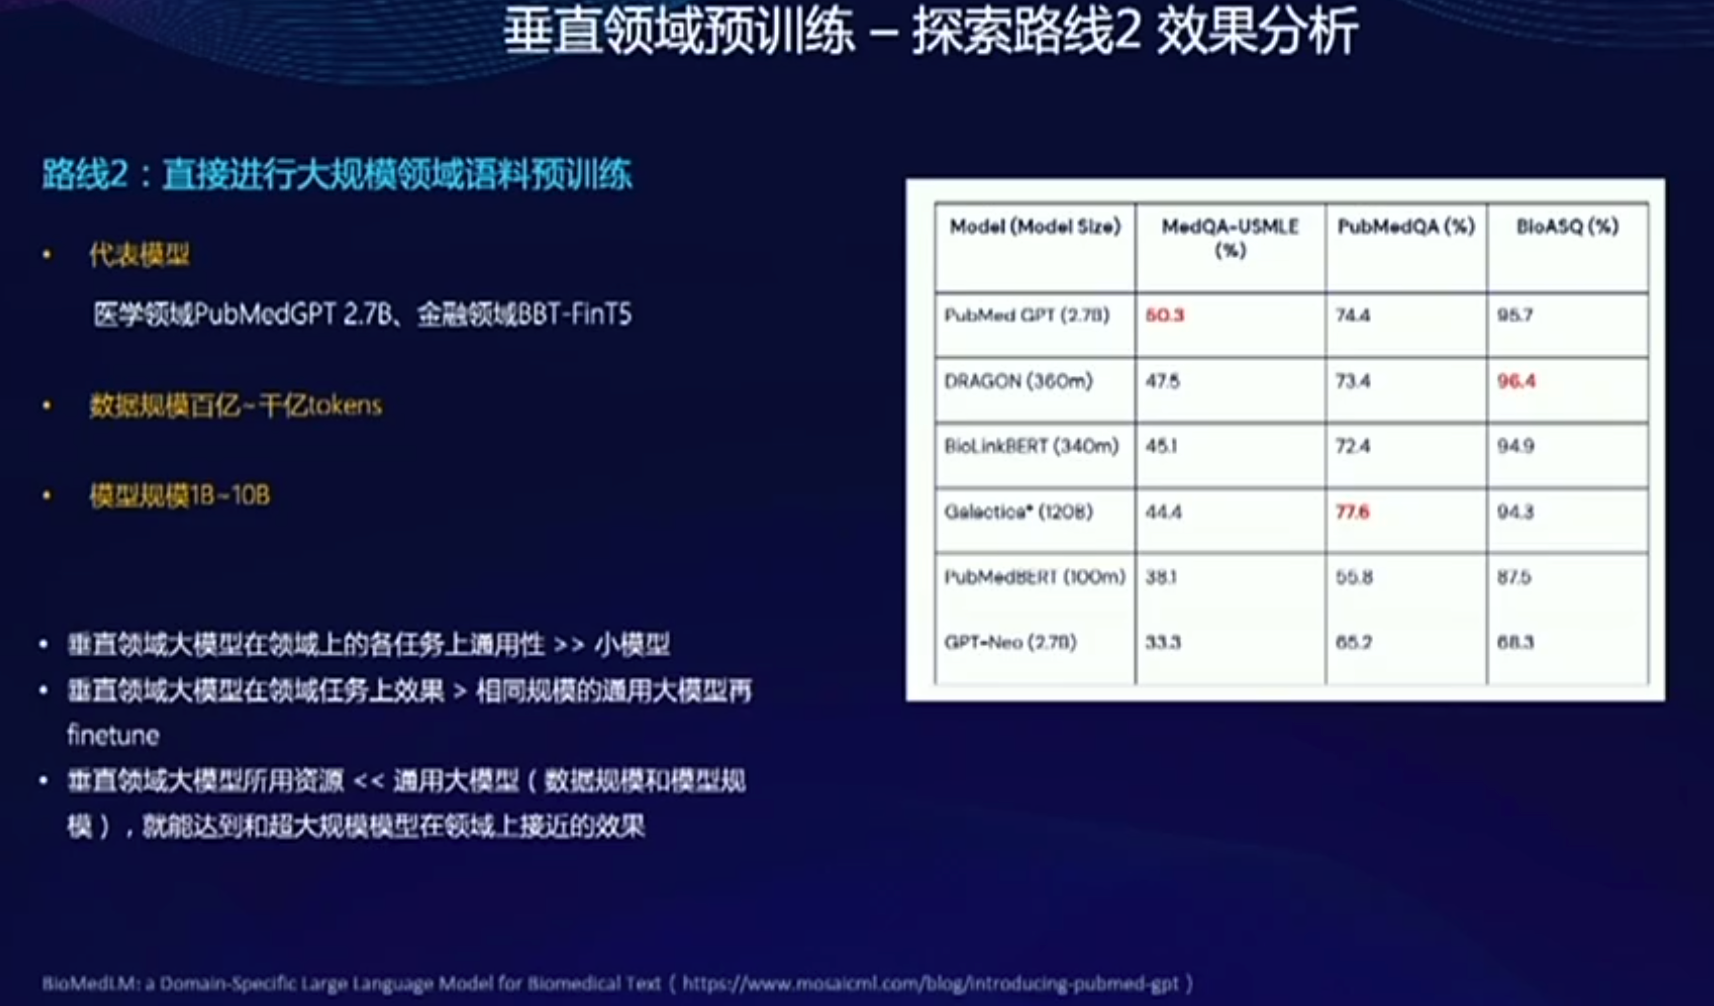 垂直领域预训练 – 探索路线2 效果分析
路线2：直接进行大规模领域语料预训练
• 代表模型
医学领域PubMedGPT 2.7B、金融领域BBT-FinT5
• 数据规模百亿~千亿tokens
• 模型规模1B~10B
• 垂直领域大模型在领域上的各任务上通用性 >> 小模型
• 垂直领域大模型在领域任务上效果 > 相同规模的通用大模型再
finetune
• 垂直领域大模型所用资源 << 通用大模型（数据规模和模型规
模），就能达到和超大规模模型在领域上接近的效果
Model (Model Size) MedQA-USMLE (%) PubMedQA (%) BioASQ (%)
PubMed GPT (2.7B) 50.3 74.4 95.7
DRAGON (360m) 47.5 73.4 96.4
BioLinkBERT (340m) 45.1 72.4 94.9
Galactica* (120B) 44.4 77.6 94.3
PubMedBERT (100m) 38.1 55.8 87.5
GPT-Neo (2.7B) 33.3 65.2 68.3
BioMedLM: a Domain-Specific Large Language Model for Biomedical Text ( https://www.mosaicml.com/blog/introducing-pubmed-gpt )